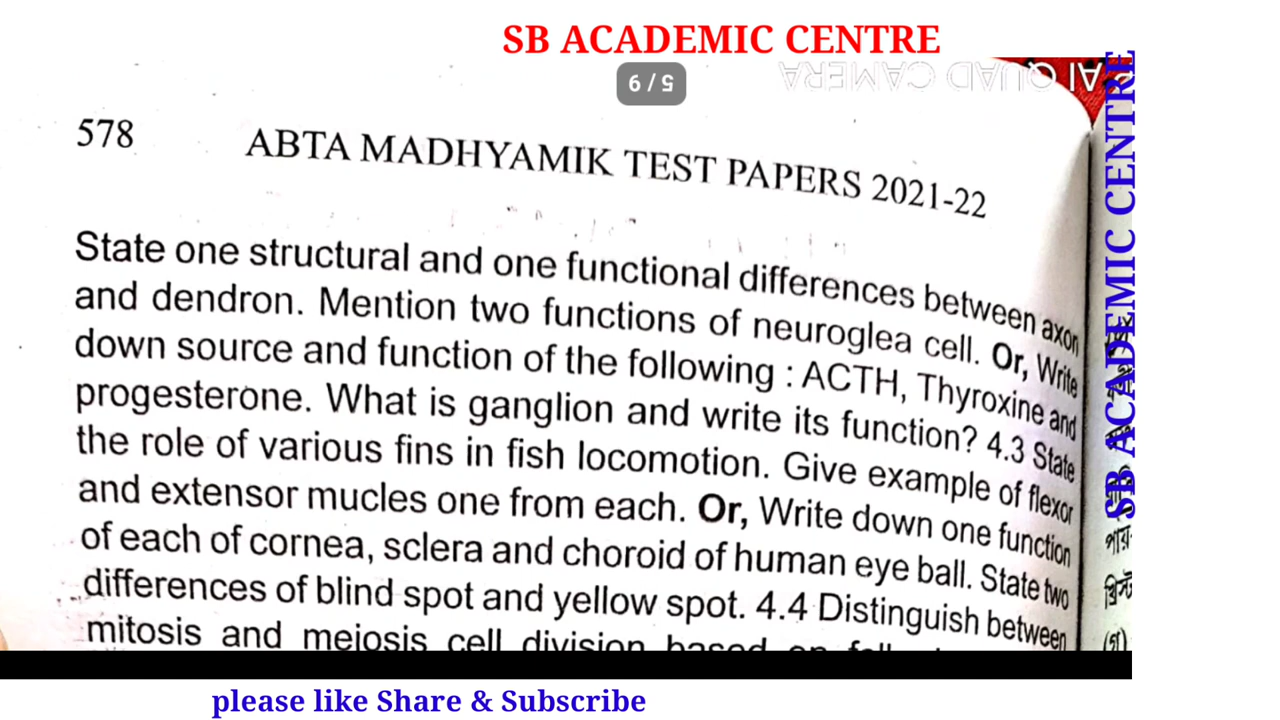 SB ACADEMIC CENTRE
5 / 9
AI QUAD CAMERA
578 ABTA MADHYAMIK TEST PAPERS 2021-22
State one structural and one functional differences between axon
and dendron. Mention two functions of neuroglea cell. Or, Write
down source and function of the following : ACTH, Thyroxine and
progesterone. What is ganglion and write its function? 4.3 State
the role of various fins in fish locomotion. Give example of flexor
and extensor mucles one from each. Or, Write down one function
of each of cornea, sclera and choroid of human eye ball. State two
differences of blind spot and yellow spot. 4.4 Distinguish between
mitosis and meiosis cell division based on
SB ACADEMIC CENTRE
please like Share & Subscribe